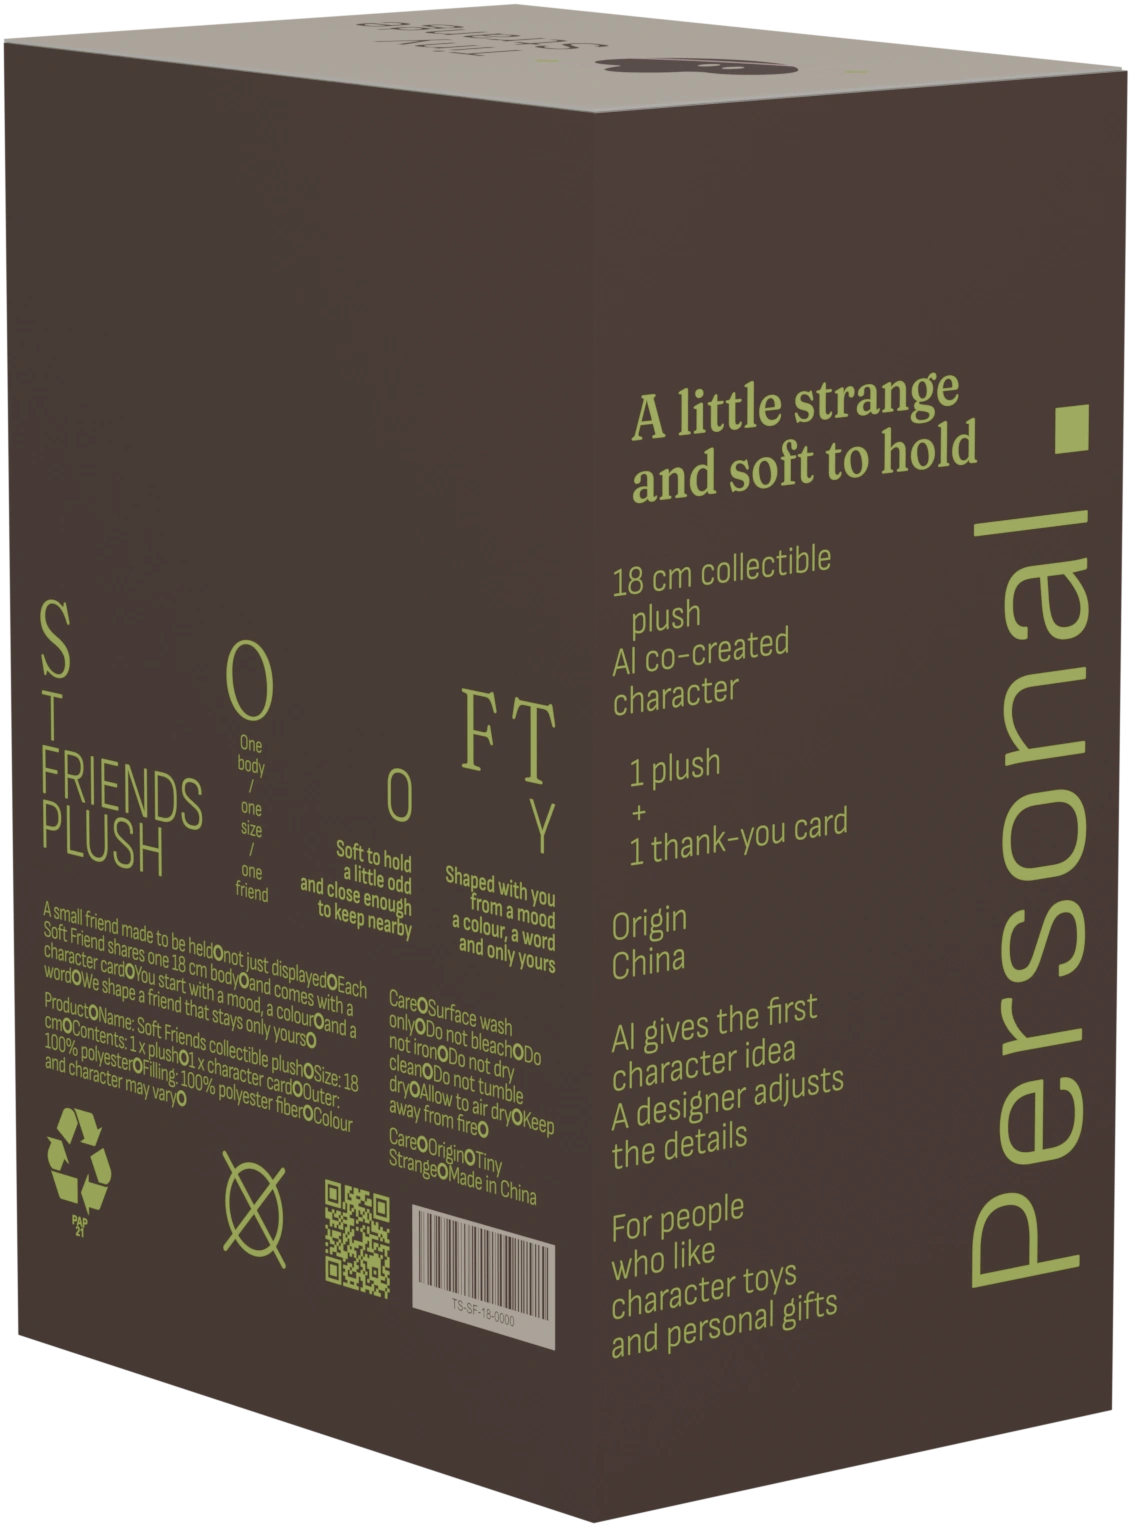 Tiny
Strange
S
O
FT
T
O
Y
FRIENDS
PLUSH
One
body
/
one
size
/
one
friend
Soft to hold
a little odd
and close enough
to keep nearby
Shaped with you
from a mood
a colour, a word
and only yours
A small friend made to be heldOnot just displayedOEach
Soft Friend shares one 18 cm bodyOand comes with a
character cardOYou start with a mood, a colourOand a
wordOWe shape a friend that stays only yoursO
ProductOName: Soft Friends collectible plushOSize: 18
cmOContents: 1 x plushO1 x character cardOOuter:
100% polyesterOFilling: 100% polyester fiberOColour
and character may varyO
CareOSurface wash
onlyODo not bleachODo
not ironODo not dry
cleanODo not tumble
dryOAllow to air dryOKeep
away from fireO
CareOOriginOTiny
StrangeOMade in China
PAP
21
TS-SF-18-0000
A little strange
and soft to hold
18 cm collectible
plush
AI co-created
character
1 plush
+
1 thank-you card
Origin
China
AI gives the first
character idea
A designer adjusts
the details
For people
who like
character toys
and personal gifts
Personal.